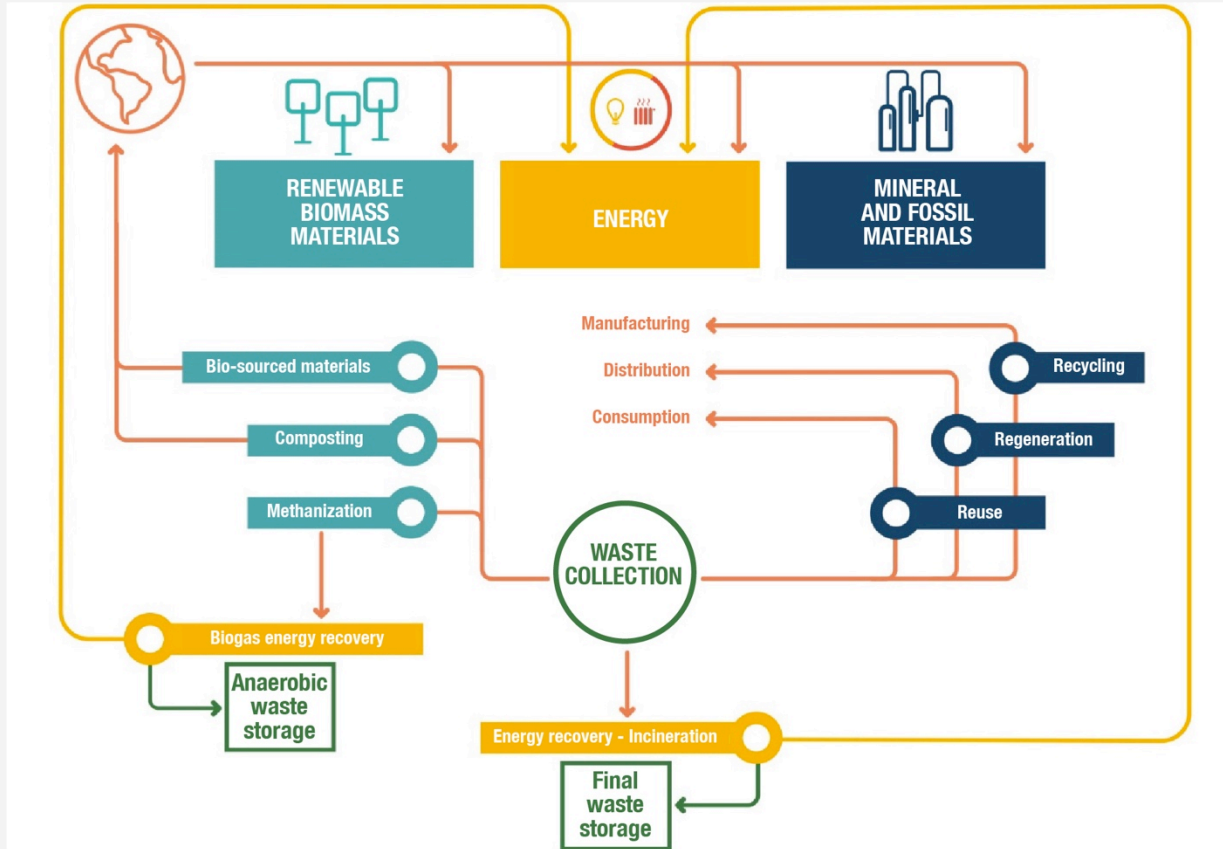 RENEWABLE
BIOMASS
MATERIALS
ENERGY
MINERAL
AND FOSSIL
MATERIALS
Manufacturing
Distribution
Consumption
Bio-sourced materials
Composting
Methanization
Recycling
Regeneration
Reuse
WASTE
COLLECTION
Biogas energy recovery
Anaerobic
waste
storage
Energy recovery - Incineration
Final
waste
storage